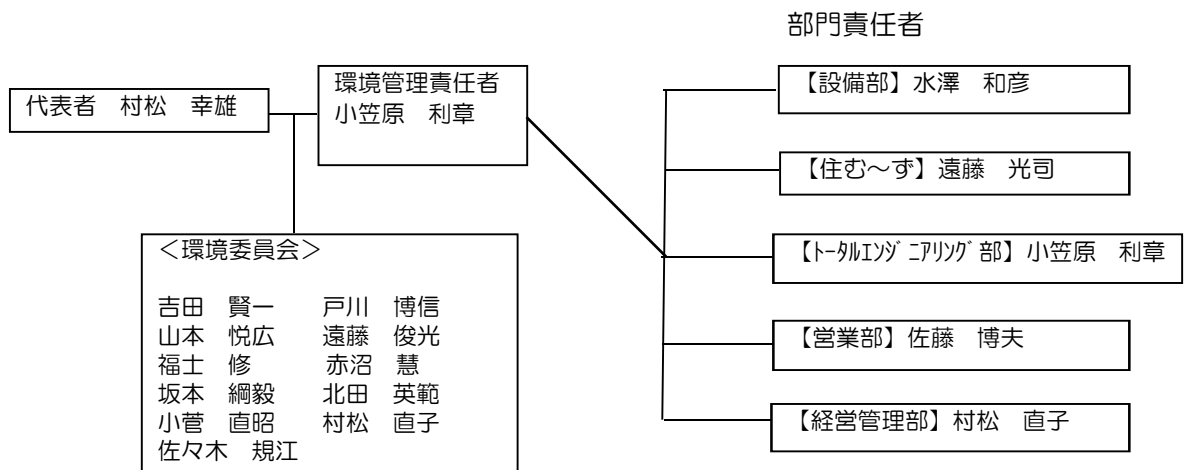 部門責任者
代表者 村松 幸雄
環境管理責任者
小笠原 利章
【設備部】水澤 和彦
【住む～ず】遠藤 光司
【ﾄｰﾀﾙｴﾝｼﾞﾆｱﾘﾝｸﾞ部】小笠原 利章
【営業部】佐藤 博夫
【経営管理部】村松 直子
＜環境委員会＞
吉田 賢一 戸川 博信
山本 悦広 遠藤 俊光
福士 修 赤沼 慧
坂本 綱毅 北田 英範
小菅 直昭 村松 直子
佐々木 規江